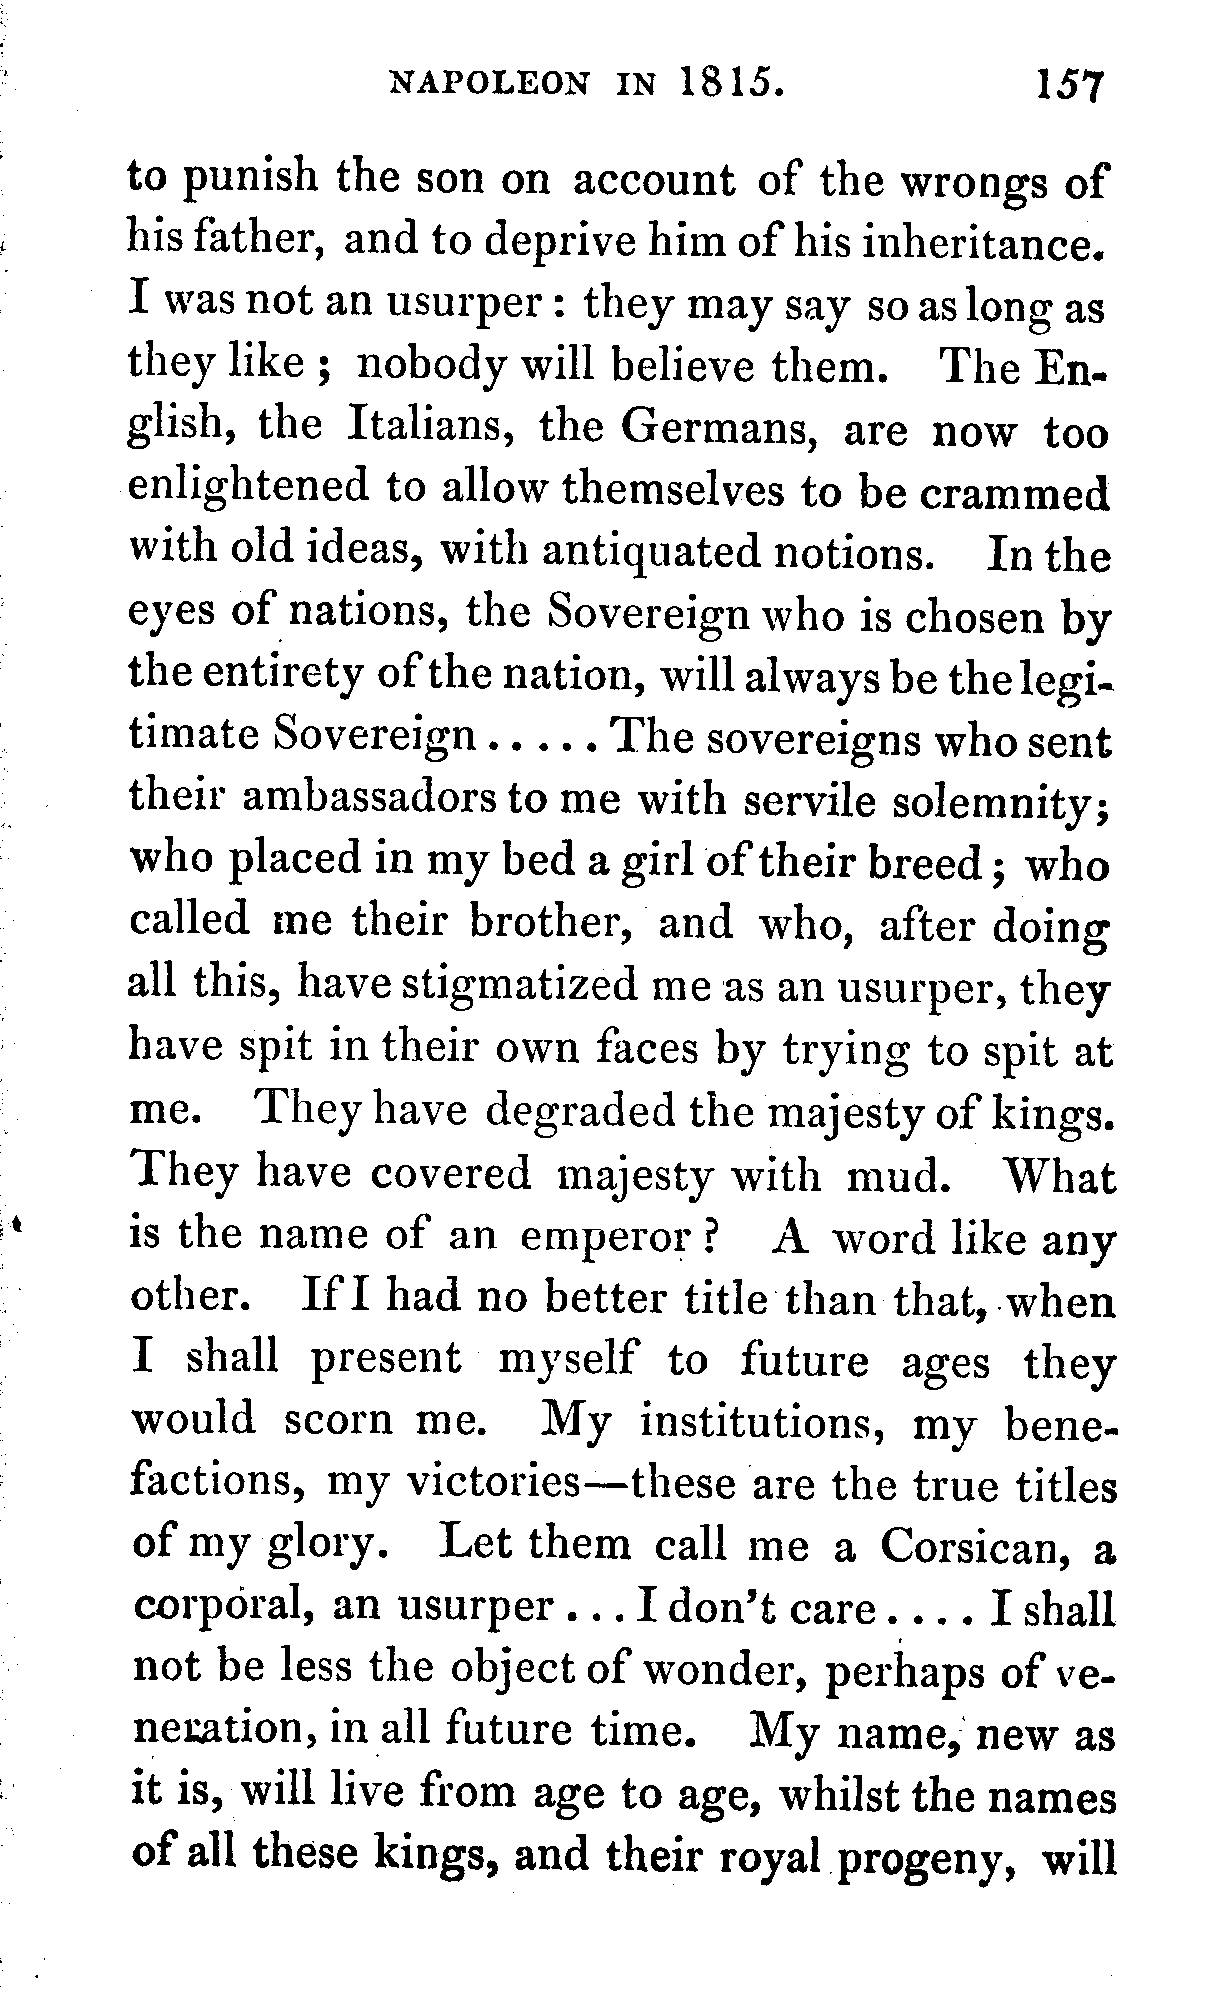 NAPOLEON IN 1815. 157
to punish the son on account of the wrongs of
his father, and to deprive him of his inheritance.
I was not an usurper : they may say so as long as
they like ; nobody will believe them. The En-
glish, the Italians, the Germans, are now too
enlightened to allow themselves to be crammed
with old ideas, with antiquated notions. In the
eyes of nations, the Sovereign who is chosen by
the entirety of the nation, will always be the legi-
timate Sovereign . . . . . The sovereigns who sent
their ambassadors to me with servile solemnity;
who placed in my bed a girl of their breed ; who
called me their brother, and who, after doing
all this, have stigmatized me as an usurper, they
have spit in their own faces by trying to spit at
me. They have degraded the majesty of kings.
They have covered majesty with mud. What
is the name of an emperor ? A word like any
other. If I had no better title than that, when
I shall present myself to future ages they
would scorn me. My institutions, my bene-
factions, my victories—these are the true titles
of my glory. Let them call me a Corsican, a
corporal, an usurper . . . I don't care . . . . I shall
not be less the object of wonder, perhaps of ve-
neration, in all future time. My name, new as
it is, will live from age to age, whilst the names
of all these kings, and their royal progeny, will